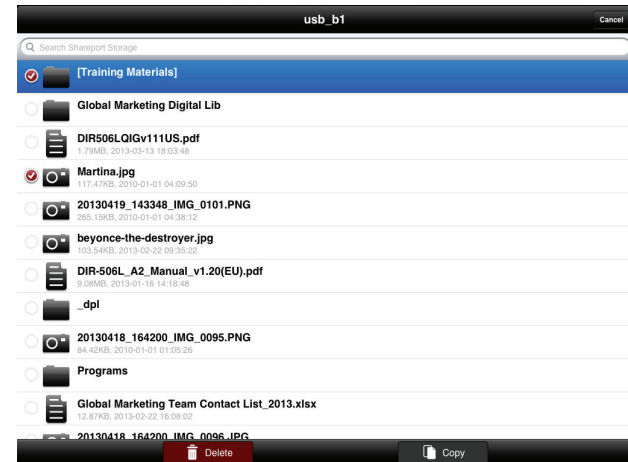 usb_b1
Cancel
Search Shareport Storage
[Training Materials]
Global Marketing Digital Lib
DIR506LQIGv111US.pdf
1.79MB, 2013-03-13 18:03:48
Martina.jpg
117.47KB, 2010-01-01 04:09:50
20130419_143348_IMG_0101.PNG
265.15KB, 2010-01-01 04:38:12
beyonce-the-destroyer.jpg
103.54KB, 2013-02-22 09:35:22
DIR-506L_A2_Manual_v1.20(EU).pdf
9.08MB, 2013-01-16 14:18:48
_dpl
20130418_164200_IMG_0095.PNG
84.42KB, 2010-01-01 01:05:26
Programs
Global Marketing Team Contact List_2013.xlsx
12.87KB, 2013-02-22 16:08:02
20130418_164200_IMG_0096.JPG
Delete
Copy